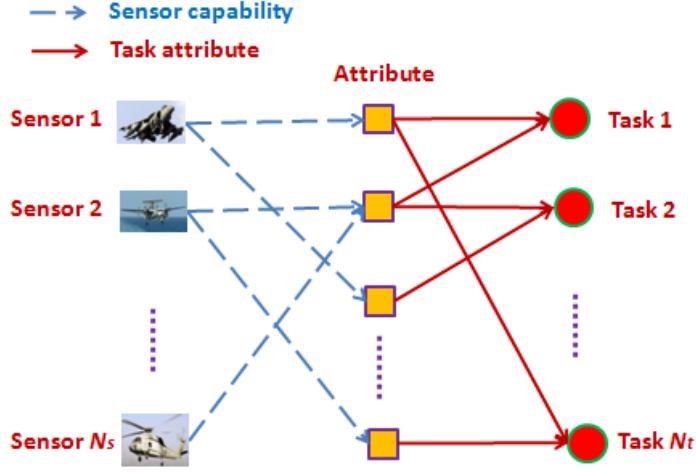 Sensor capability
Task attribute
Attribute
Sensor 1
Task 1
Sensor 2
Task 2
Sensor Ns
Task Nt